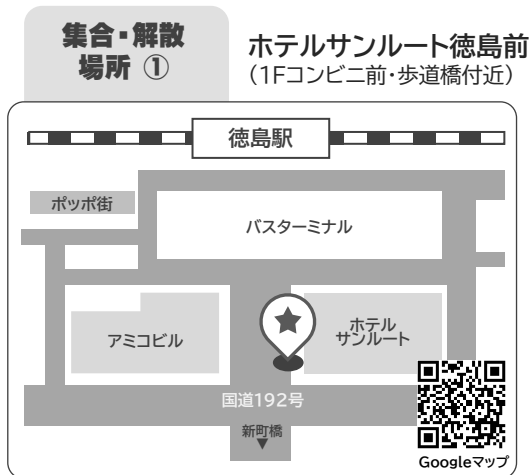 集合・解散
場所 ①
ホテルサンルート徳島前
(1Fコンビニ前・歩道橋付近)
徳島駅
ポッポ街
バスターミナル
アミコビル
ホテル
サンルート
国道192号
新町橋
▼
Googleマップ